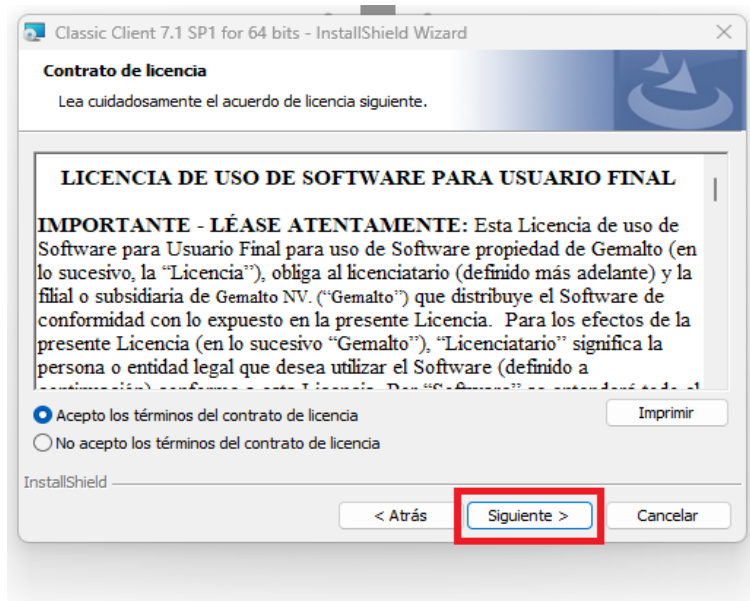 Classic Client 7.1 SP1 for 64 bits - InstallShield Wizard
Contrato de licencia
Lea cuidadosamente el acuerdo de licencia siguiente.
LICENCIA DE USO DE SOFTWARE PARA USUARIO FINAL
IMPORTANTE - LÉASE ATENTAMENTE: Esta Licencia de uso de
Software para Usuario Final para uso de Software propiedad de Gemalto (en
lo sucesivo, la “Licencia”), obliga al licenciatario (definido más adelante) y la
filial o subsidiaria de Gemalto NV. (“Gemalto”) que distribuye el Software de
conformidad con lo expuesto en la presente Licencia. Para los efectos de la
presente Licencia (en lo sucesivo “Gemalto”), “Licenciatario” significa la
persona o entidad legal que desea utilizar el Software (definido a
Acepto los términos del contrato de licencia
Imprimir
No acepto los términos del contrato de licencia
InstallShield
< Atrás
Siguiente >
Cancelar